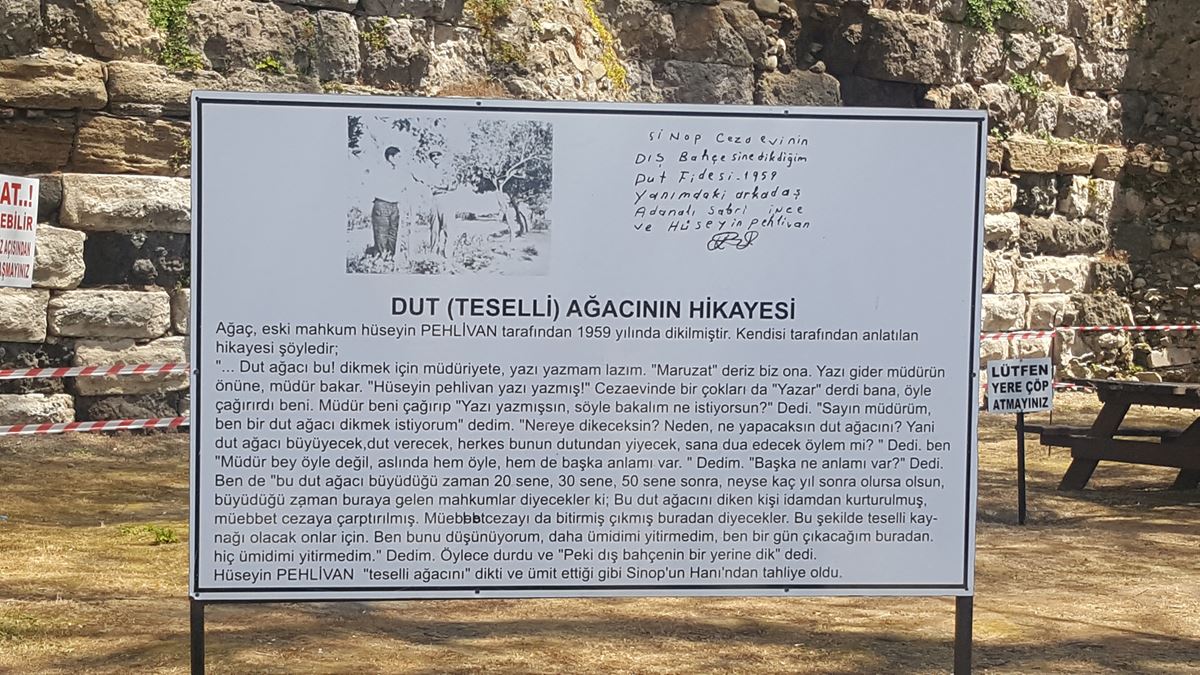 SİNop Cezaevinin
DIŞ Bahçesine dikdiğim
Dut Fidesi-1959
Yanımdaki arkadaş
Adanalı Sabri ince
ve Hüseyin pehlivan
DUT (TESELLİ) AĞACININ HİKAYESİ
Ağaç, eski mahkum hüseyin PEHLİVAN tarafından 1959 yılında dikilmiştir. Kendisi tarafından anlatılan
hikayesi şöyledir;
"... Dut ağacı bu! dikmek için müdüriyete, yazı yazmam lazım. "Maruzat" deriz biz ona. Yazı gider müdürün
önüne, müdür bakar. "Hüseyin pehlivan yazı yazmış!" Cezaevinde bir çokları da "Yazar" derdi bana, öyle
çağırırdı beni. Müdür beni çağırıp "Yazı yazmışsın, söyle bakalım ne istiyorsun?" Dedi. "Sayın müdürüm,
ben bir dut ağacı dikmek istiyorum" dedim. "Nereye dikeceksin? Neden, ne yapacaksın dut ağacını? Yani
dut ağacı büyüyecek,dut verecek, herkes bunun dutundan yiyecek, sana dua edecek öylem mi? " Dedi. ben
"Müdür bey öyle değil, aslında hem öyle, hem de başka anlamı var. " Dedim. "Başka ne anlamı var?" Dedi.
Ben de "bu dut ağacı büyüdüğü zaman 20 sene, 30 sene, 50 sene sonra, neyse kaç yıl sonra olursa olsun,
büyüdüğü zaman buraya gelen mahkumlar diyecekler ki; Bu dut ağacını diken kişi idamdan kurturulmuş,
müebbet cezaya çarptırılmış. Müebbet cezayı da bitirmiş çıkmış buradan diyecekler. Bu şekilde teselli kay-
nağı olacak onlar için. Ben bunu düşünüyorum, daha ümidimi yitirmedim, ben bir gün çıkacağım buradan.
hiç ümidimi yitirmedim." Dedim. Öylece durdu ve "Peki dış bahçenin bir yerine dik" dedi.
Hüseyin PEHLİVAN "teselli ağacını" dikti ve ümit ettiği gibi Sinop'un Hanı'ndan tahliye oldu.
AT..!
EBİLİR
Z AÇISINDAN
AŞMAYINIZ
LÜTFEN
YERE ÇÖP
ATMAYINIZ